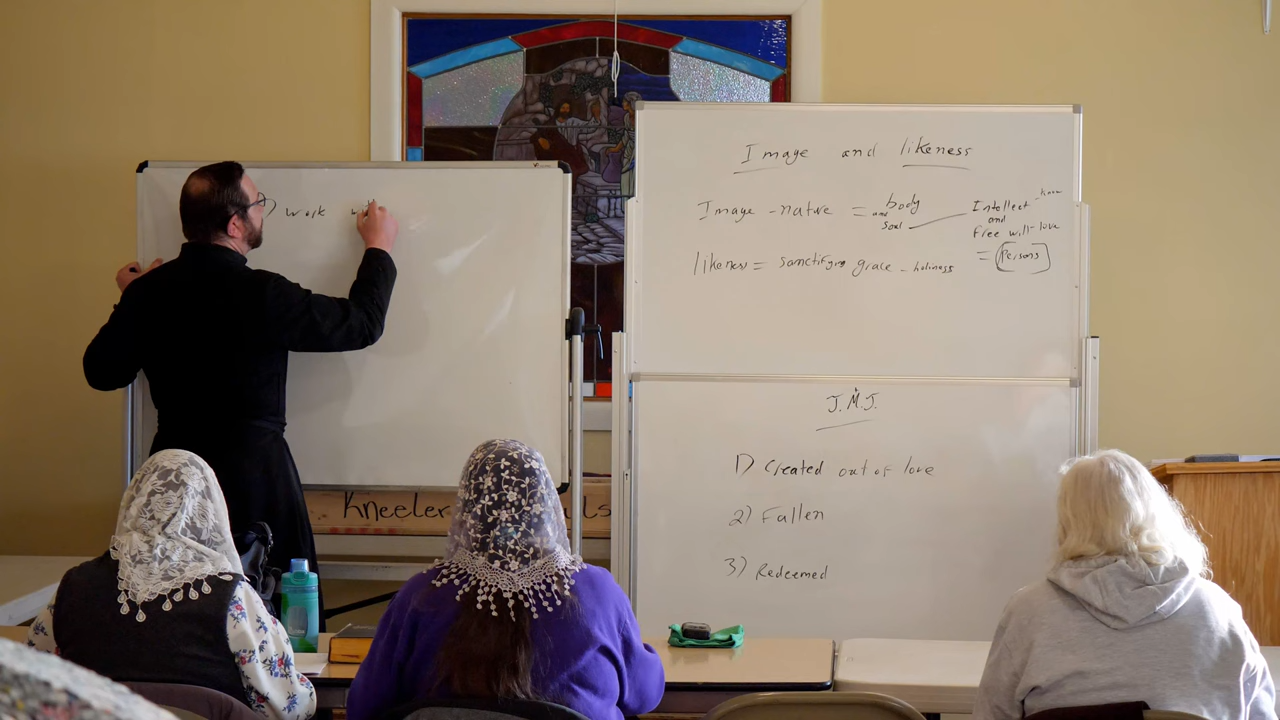 ) Work
Image and likeness
Image - nature = body and soul
Intellect - know
and
Free will - love
= Persons
likeness = sanctifying grace - holiness
J.M.J.
1) Created out of love
2) Fallen
3) Redeemed
Kneeler